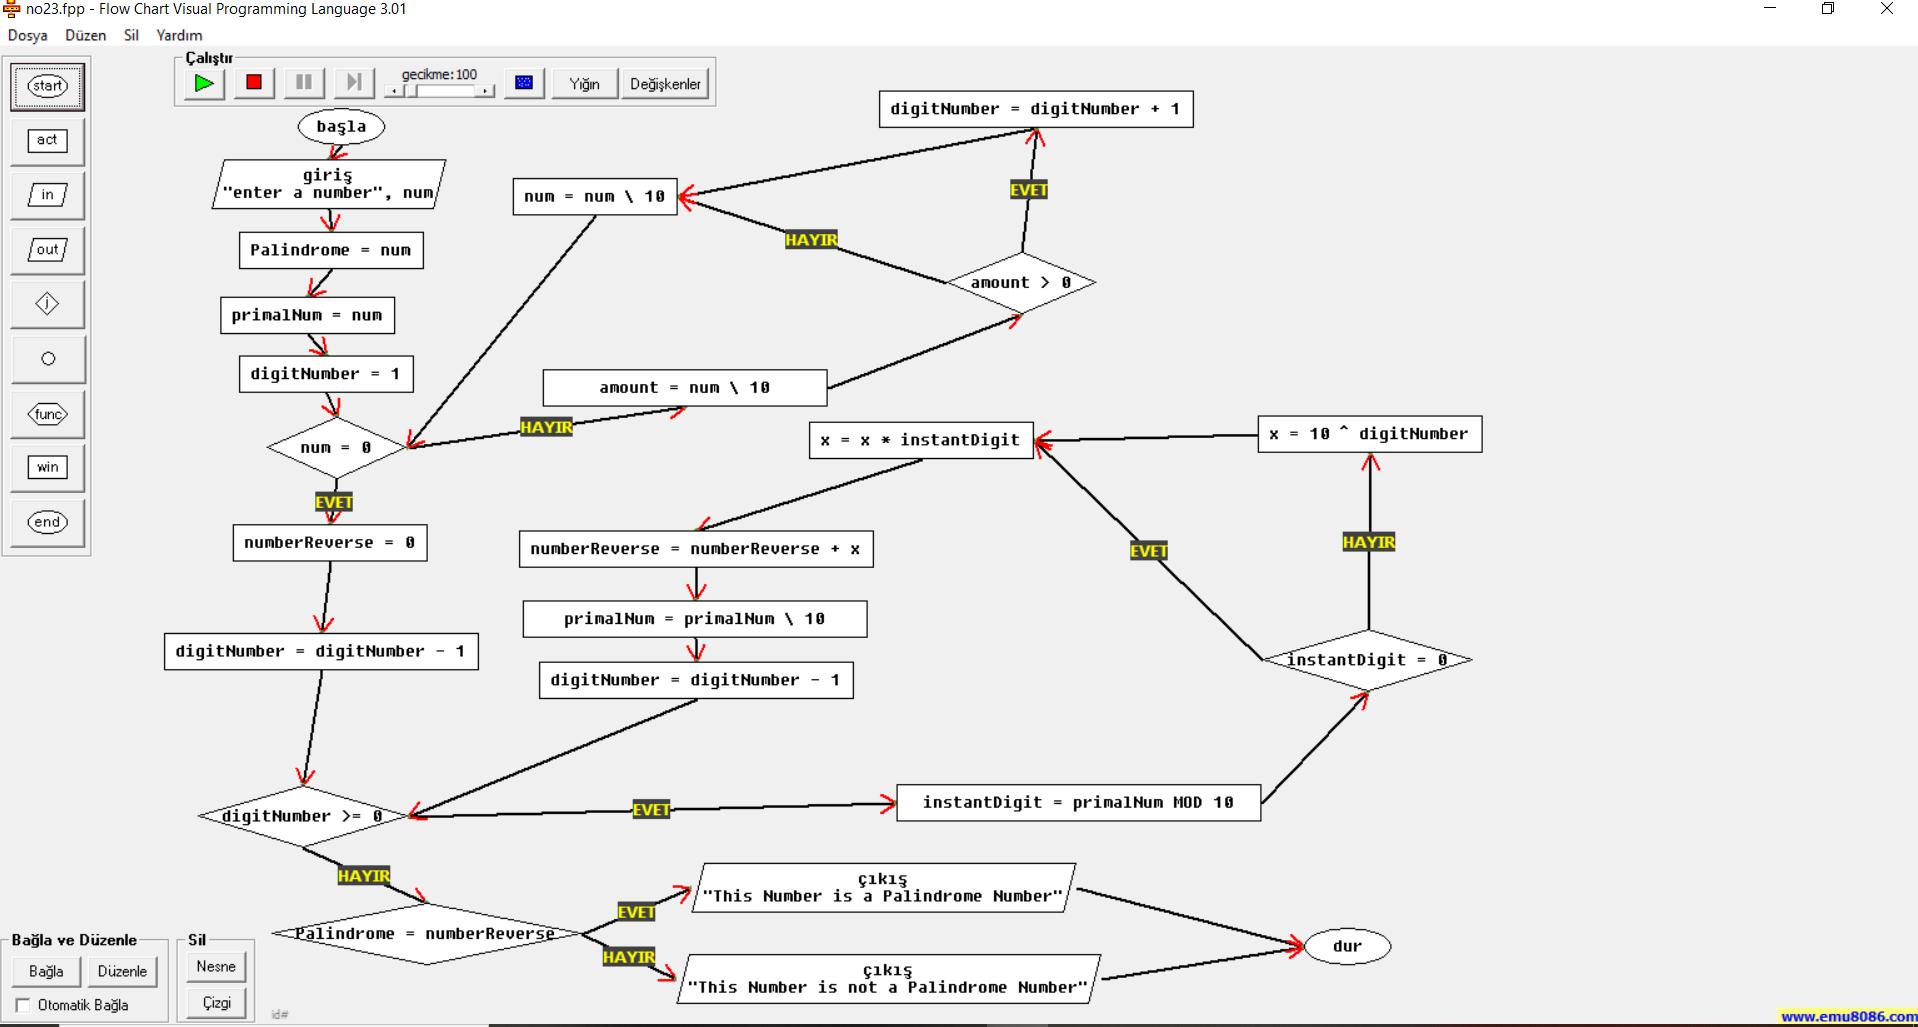 no23.fpp - Flow Chart Visual Programming Language 3.01
Dosya Düzen Sil Yardım
Çalıştır
gecikme:100
Yığın
Değişkenler
start
act
in
out
i
func
win
end
başla
giriş
"enter a number", num
Palindrome = num
primalNum = num
digitNumber = 1
num = 0
EVET
numberReverse = 0
digitNumber = digitNumber - 1
digitNumber >= 0
HAYIR
Palindrome = numberReverse
digitNumber = digitNumber + 1
num = num \ 10
EVET
HAYIR
amount > 0
amount = num \ 10
HAYIR
x = x * instantDigit
x = 10 ^ digitNumber
numberReverse = numberReverse + x
EVET
HAYIR
primalNum = primalNum \ 10
digitNumber = digitNumber - 1
instantDigit = 0
EVET
instantDigit = primalNum MOD 10
çıkış
"This Number is a Palindrome Number"
EVET
HAYIR
çıkış
"This Number is not a Palindrome Number"
dur
Bağla ve Düzenle
Bağla
Düzenle
Otomatik Bağla
Sil
Nesne
Çizgi
id#
www.emu8086.com